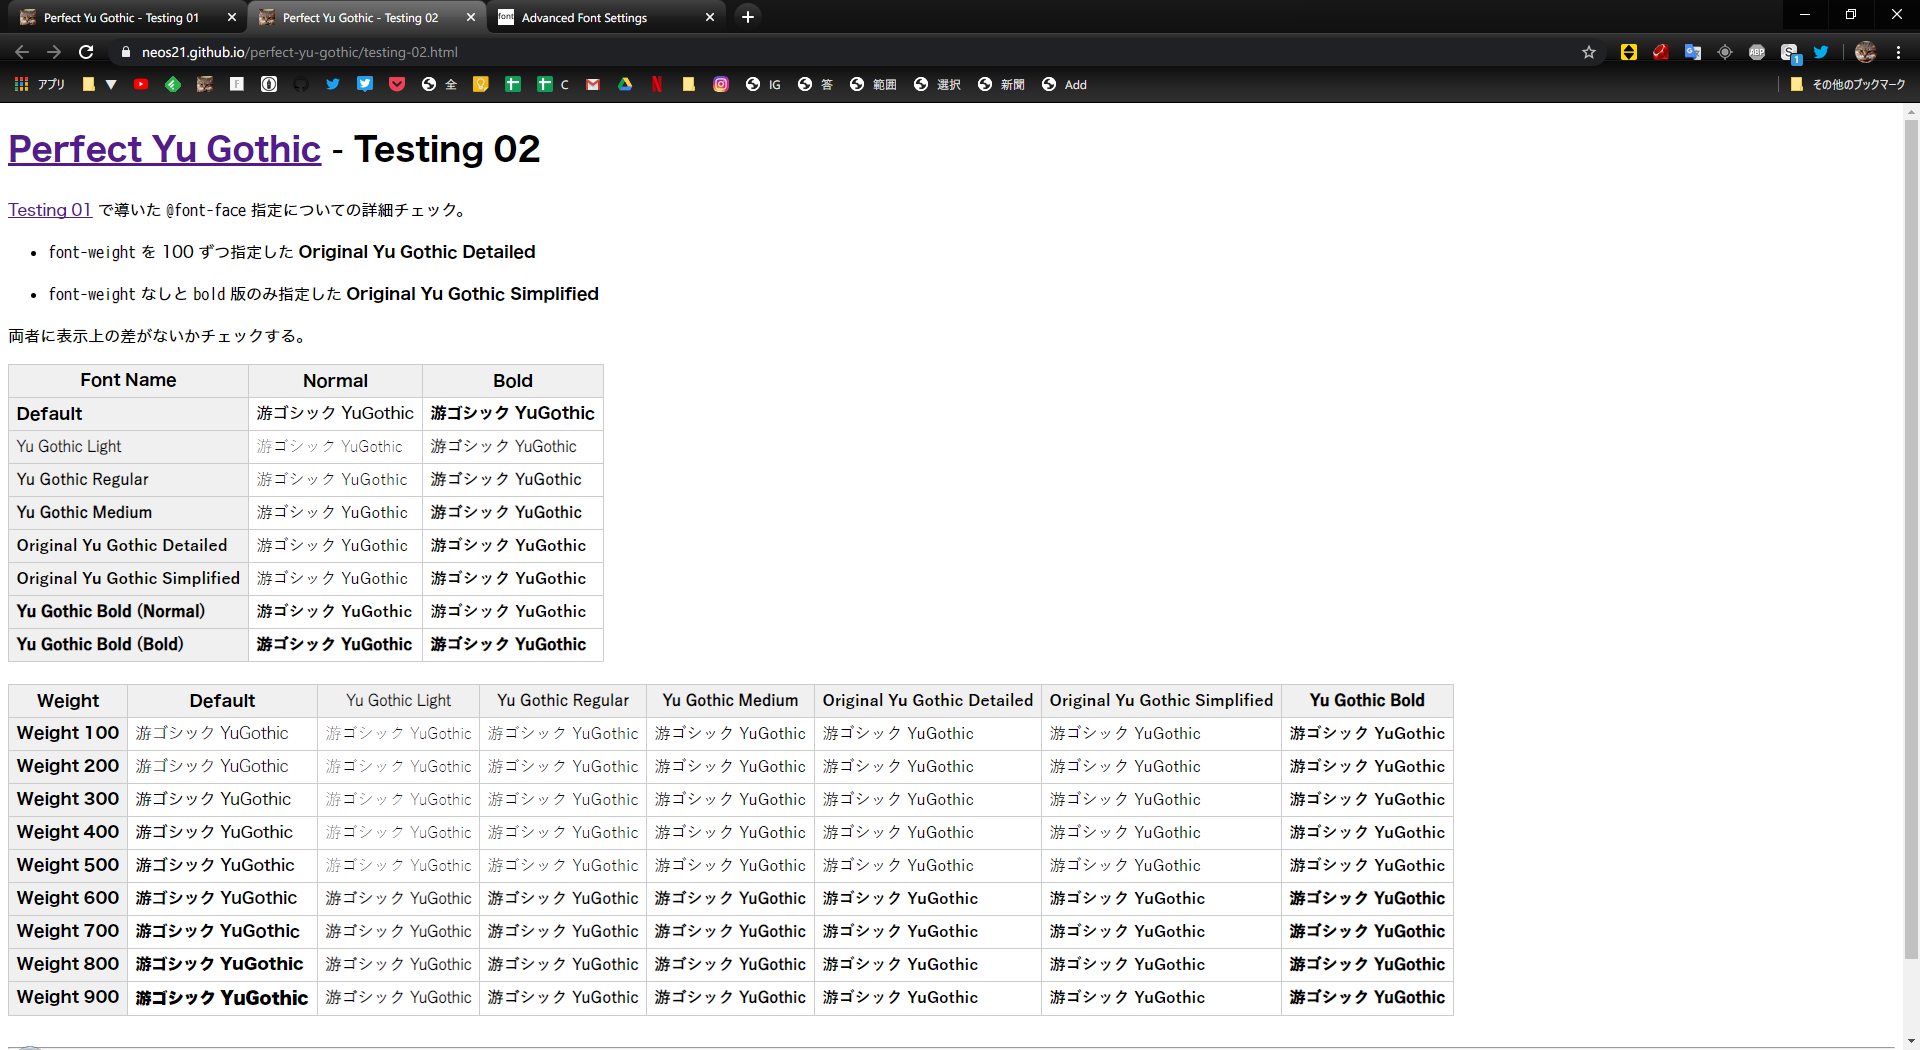 Perfect Yu Gothic - Testing 01
Perfect Yu Gothic - Testing 02
font
Advanced Font Settings
neos21.github.io/perfect-yu-gothic/testing-02.html
ABP
1
アプリ
全
C
IG
答
範囲
選択
新聞
Add
その他のブックマーク
Perfect Yu Gothic - Testing 02
Testing 01 で導いた @font-face 指定についての詳細チェック。
• font-weight を 100 ずつ指定した Original Yu Gothic Detailed
• font-weight なしと bold 版のみ指定した Original Yu Gothic Simplified
両者に表示上の差がないかチェックする。
Font Name Normal Bold
Default 游ゴシック YuGothic 游ゴシック YuGothic
Yu Gothic Light 游ゴシック YuGothic 游ゴシック YuGothic
Yu Gothic Regular 游ゴシック YuGothic 游ゴシック YuGothic
Yu Gothic Medium 游ゴシック YuGothic 游ゴシック YuGothic
Original Yu Gothic Detailed 游ゴシック YuGothic 游ゴシック YuGothic
Original Yu Gothic Simplified 游ゴシック YuGothic 游ゴシック YuGothic
Yu Gothic Bold (Normal) 游ゴシック YuGothic 游ゴシック YuGothic
Yu Gothic Bold (Bold) 游ゴシック YuGothic 游ゴシック YuGothic
Weight Default Yu Gothic Light Yu Gothic Regular Yu Gothic Medium Original Yu Gothic Detailed Original Yu Gothic Simplified Yu Gothic Bold
Weight 100 游ゴシック YuGothic 游ゴシック YuGothic 游ゴシック YuGothic 游ゴシック YuGothic 游ゴシック YuGothic 游ゴシック YuGothic 游ゴシック YuGothic
Weight 200 游ゴシック YuGothic 游ゴシック YuGothic 游ゴシック YuGothic 游ゴシック YuGothic 游ゴシック YuGothic 游ゴシック YuGothic 游ゴシック YuGothic
Weight 300 游ゴシック YuGothic 游ゴシック YuGothic 游ゴシック YuGothic 游ゴシック YuGothic 游ゴシック YuGothic 游ゴシック YuGothic 游ゴシック YuGothic
Weight 400 游ゴシック YuGothic 游ゴシック YuGothic 游ゴシック YuGothic 游ゴシック YuGothic 游ゴシック YuGothic 游ゴシック YuGothic 游ゴシック YuGothic
Weight 500 游ゴシック YuGothic 游ゴシック YuGothic 游ゴシック YuGothic 游ゴシック YuGothic 游ゴシック YuGothic 游ゴシック YuGothic 游ゴシック YuGothic
Weight 600 游ゴシック YuGothic 游ゴシック YuGothic 游ゴシック YuGothic 游ゴシック YuGothic 游ゴシック YuGothic 游ゴシック YuGothic 游ゴシック YuGothic
Weight 700 游ゴシック YuGothic 游ゴシック YuGothic 游ゴシック YuGothic 游ゴシック YuGothic 游ゴシック YuGothic 游ゴシック YuGothic 游ゴシック YuGothic
Weight 800 游ゴシック YuGothic 游ゴシック YuGothic 游ゴシック YuGothic 游ゴシック YuGothic 游ゴシック YuGothic 游ゴシック YuGothic 游ゴシック YuGothic
Weight 900 游ゴシック YuGothic 游ゴシック YuGothic 游ゴシック YuGothic 游ゴシック YuGothic 游ゴシック YuGothic 游ゴシック YuGothic 游ゴシック YuGothic